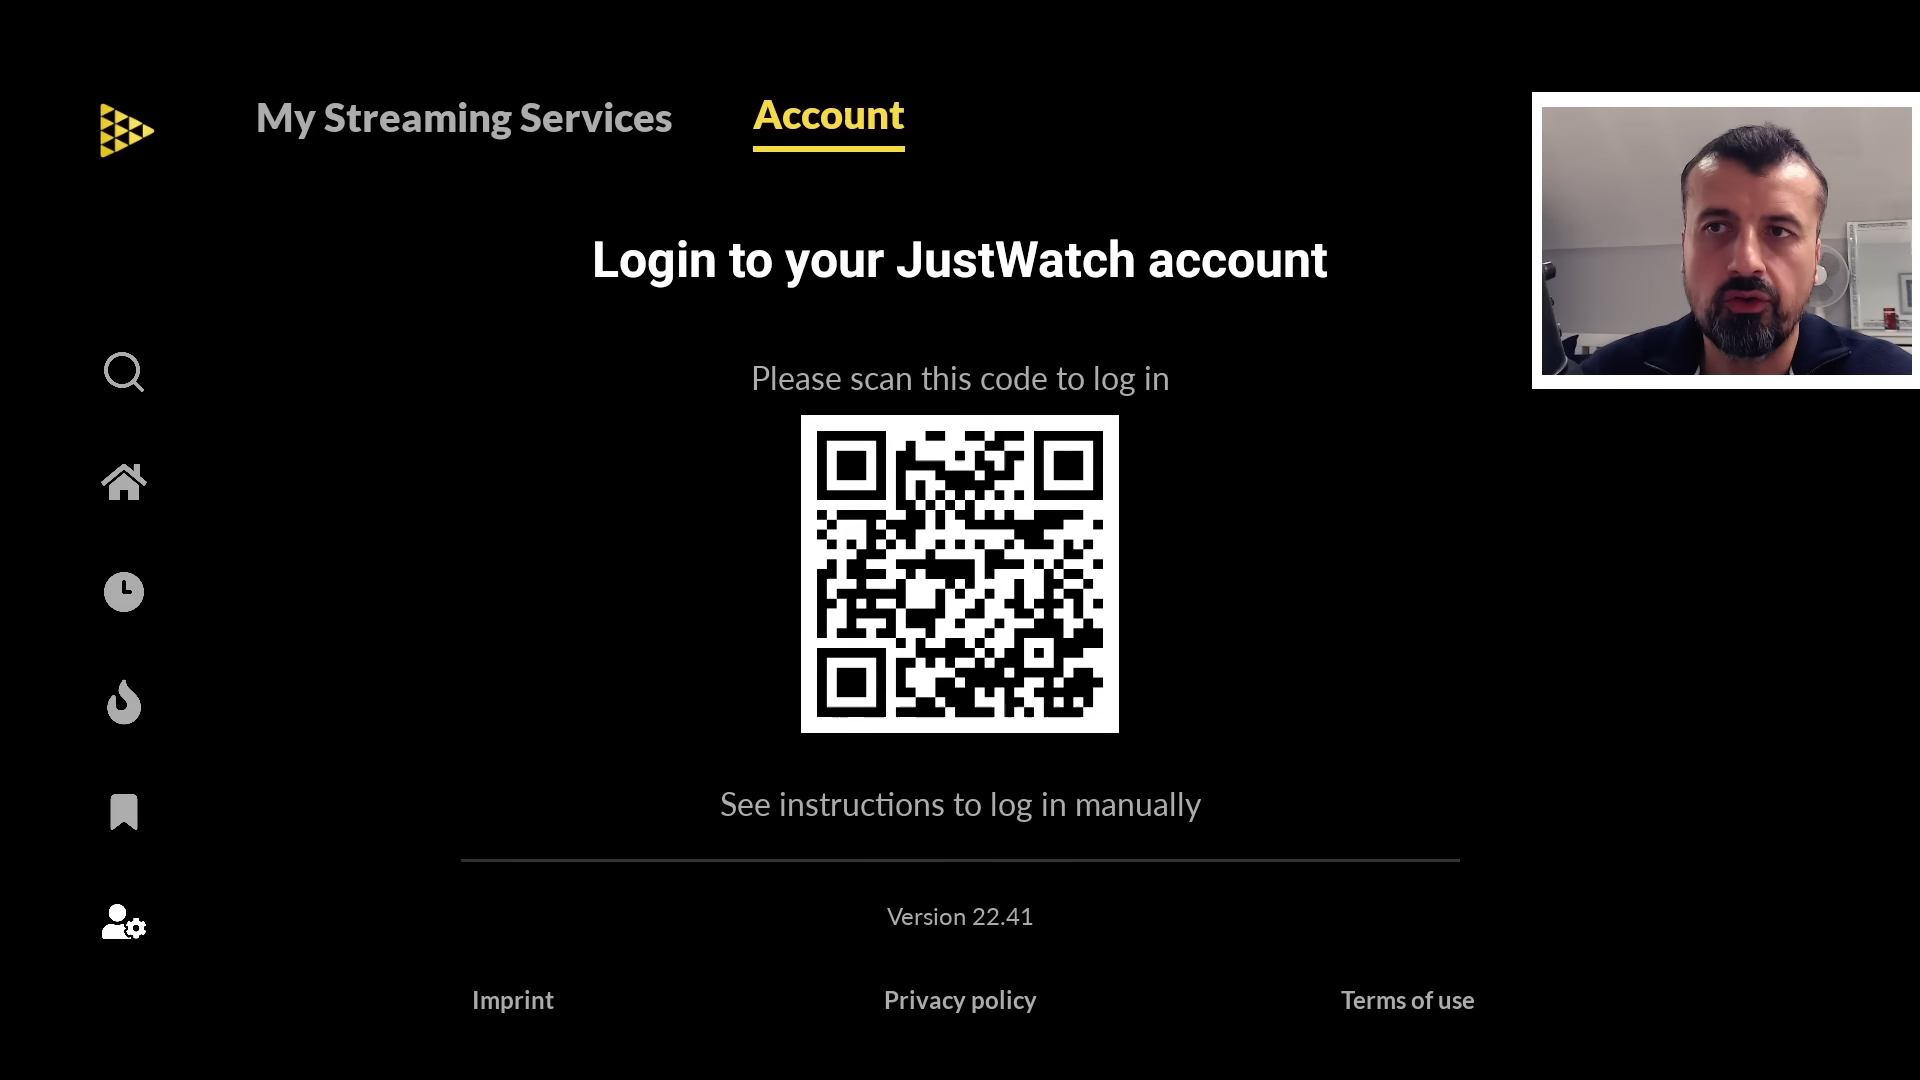 My Streaming Services
Account
Login to your JustWatch account
Please scan this code to log in
See instructions to log in manually
Version 22.41
Imprint
Privacy policy
Terms of use